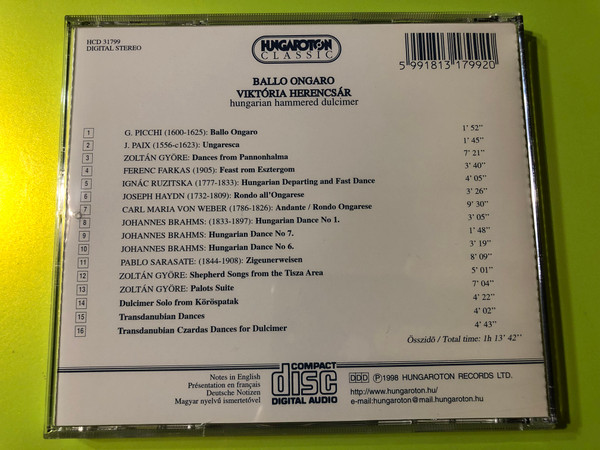 HCD 31799
DIGITAL STEREO
HUNGAROTON
CLASSIC
5 991813 179920
BALLO ONGARO
VIKTÓRIA HERENCSÁR
hungarian hammered dulcimer
1 G. PICCHI (1600-1625): Ballo Ongaro 1' 52"
2 J. PAIX (1556-c1623): Ungaresca 1' 45"
3 ZOLTÁN GYÖRE: Dances from Pannonhalma 7' 21"
4 FERENC FARKAS (1905): Feast rom Esztergom 3' 40"
5 IGNÁC RUZITSKA (1777-1833): Hungarian Departing and Fast Dance 4' 05"
6 JOSEPH HAYDN (1732-1809): Rondo all'Ongarese 3' 26"
7 CARL MARIA VON WEBER (1786-1826): Andante / Rondo Ongarese 9' 30"
8 JOHANNES BRAHMS: (1833-1897): Hungarian Dance No 1. 3' 05"
9 JOHANNES BRAHMS: Hungarian Dance No 7. 1' 48"
10 JOHANNES BRAHMS: Hungarian Dance No 6. 3' 19"
11 PABLO SARASATE: (1844-1908): Zigeunerweisen 8' 09"
12 ZOLTÁN GYÖRE: Shepherd Songs from the Tisza Area 5' 01"
13 ZOLTÁN GYÖRE: Palots Suite 7' 04"
14 Dulcimer Solo from Köröspatak 4' 22"
15 Transdanubian Dances 4' 02"
16 Transdanubian Czardas Dances for Dulcimer 4' 43"
Összidő / Total time: 1h 13' 42"
Notes in English
Présentation en français
Deutsche Notizen
Magyar nyelvű ismertetővel
COMPACT
disc
DIGITAL AUDIO
DDD Ⓟ1998 HUNGAROTON RECORDS LTD.
http://www.hungaroton.hu/
e-mail:hungaroton@mail.hungaroton.hu